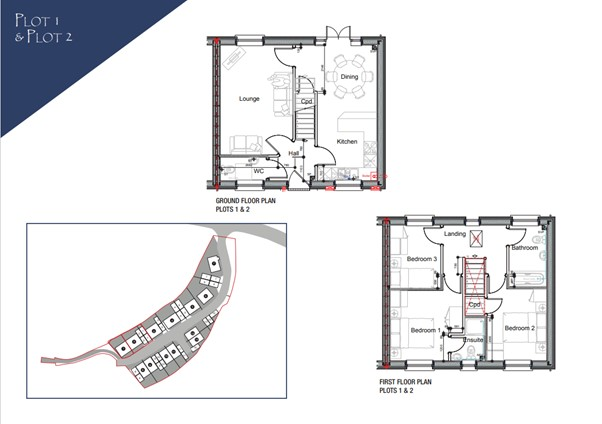 Plot 1
& Plot 2
Dining
Lounge
Cpd
Kitchen
Hall
WC
GROUND FLOOR PLAN
PLOTS 1 & 2
Landing
Bathroom
Bedroom 3
Cpd
Bedroom 1
Bedroom 2
Ensuite
FIRST FLOOR PLAN
PLOTS 1 & 2